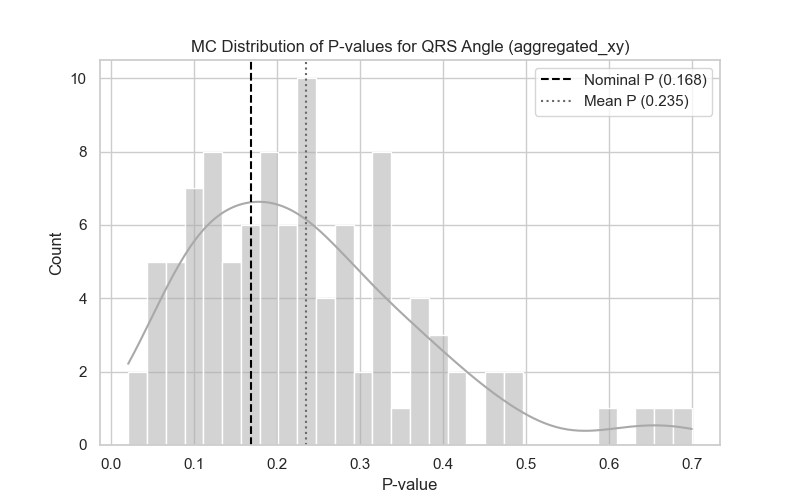 MC Distribution of P-values for QRS Angle (aggregated_xy)
Nominal P (0.168)
Mean P (0.235)
10
8
6
4
2
0
Count
0.0 0.1 0.2 0.3 0.4 0.5 0.6 0.7
P-value